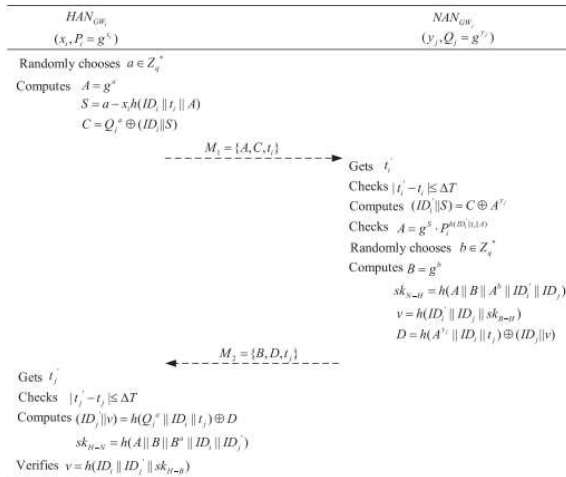 HAN_{GW_i}
(x_i, P_i = g^{x_i})
NAN_{GW_j}
(y_j, Q_j = g^{y_j})
Randomly chooses a ∈ Z_q^*
Computes A = g^a
S = a − x_i h(ID_i || t_i || A)
C = Q_j^a ⊕ (ID_i||S)
M_1 = {A, C, t_i}
Gets t_i'
Checks |t_i' − t_i| ≤ ΔT
Computes (ID_i'||S) = C ⊕ A^{y_j}
Checks A = g^S · P_i^{h(ID_i'||t_i||A)}
Randomly chooses b ∈ Z_q^*
Computes B = g^b
sk_{N−H} = h(A || B || A^b || ID_i' || ID_j)
v = h(ID_i' || ID_j || sk_{B−H})
D = h(A^{y_j} || ID_i || t_j) ⊕ (ID_j||v)
M_2 = {B, D, t_j}
Gets t_j'
Checks |t_j' − t_j| ≤ ΔT
Computes (ID_j'||v) = h(Q_j^a || ID_i || t_j) ⊕ D
sk_{H−N} = h(A || B || B^a || ID_i || ID_j')
Verifies v = h(ID_i || ID_j' || sk_{H−B})